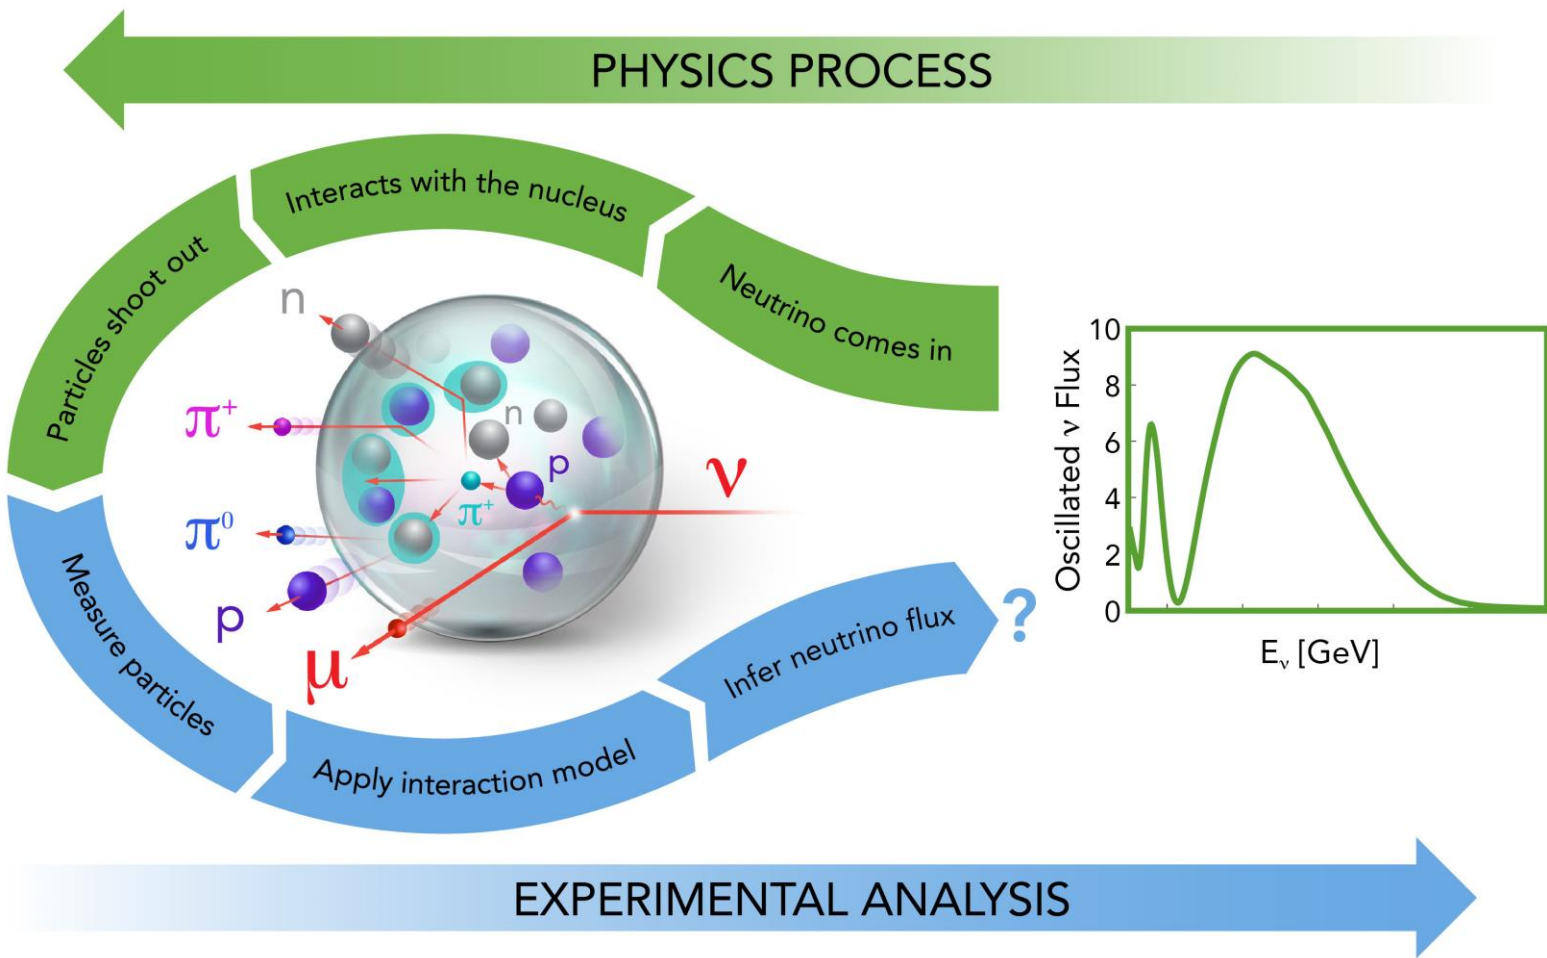 PHYSICS PROCESS
Interacts with the nucleus
Particles shoot out
Neutrino comes in
n
π⁺
π⁰
p
μ
n
p
π⁺
ν
Measure particles
Apply interaction model
Infer neutrino flux
?
Oscillated ν Flux
10
8
6
4
2
0
Eᵥ [GeV]
EXPERIMENTAL ANALYSIS